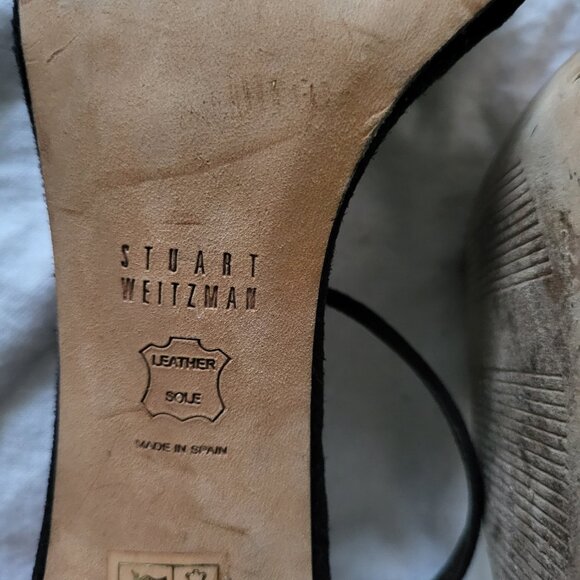 STUART
WEITZMAN
LEATHER
SOLE
MADE IN SPAIN